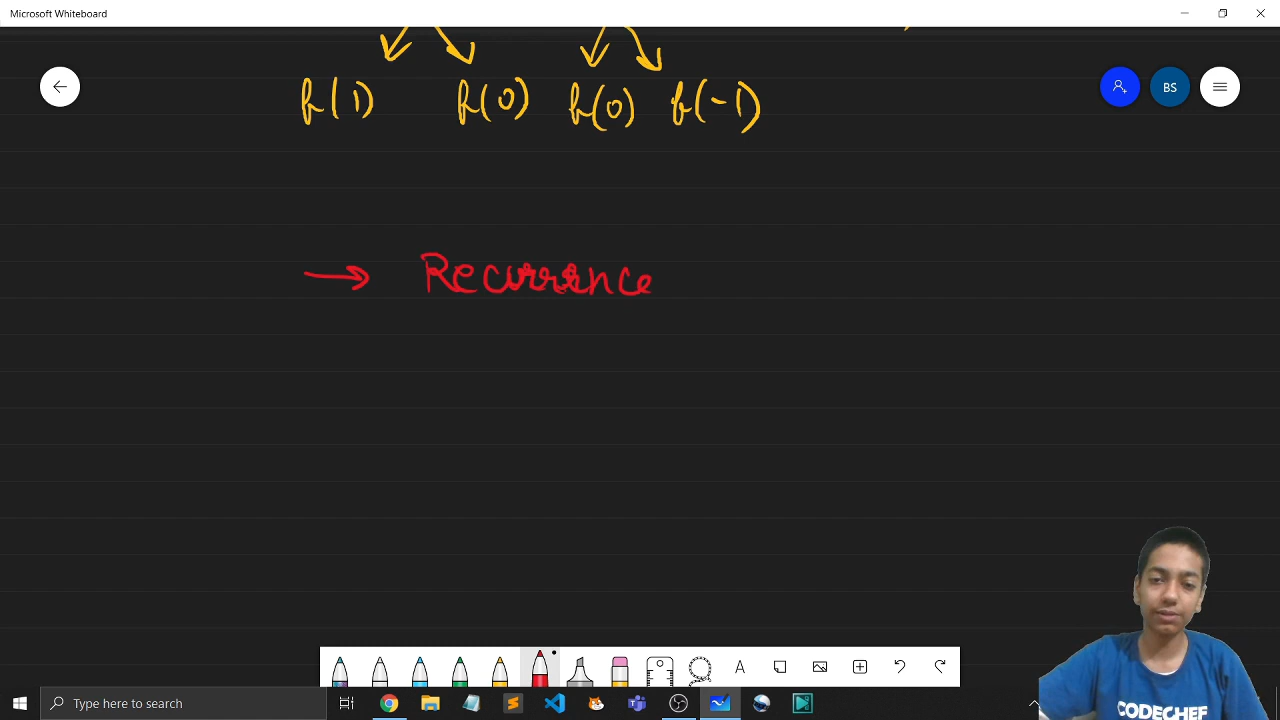 Microsoft Whiteboard
f(1) f(0) f(0) f(-1)
BS
→ Recurrence
A
Type here to search
CODECHEF